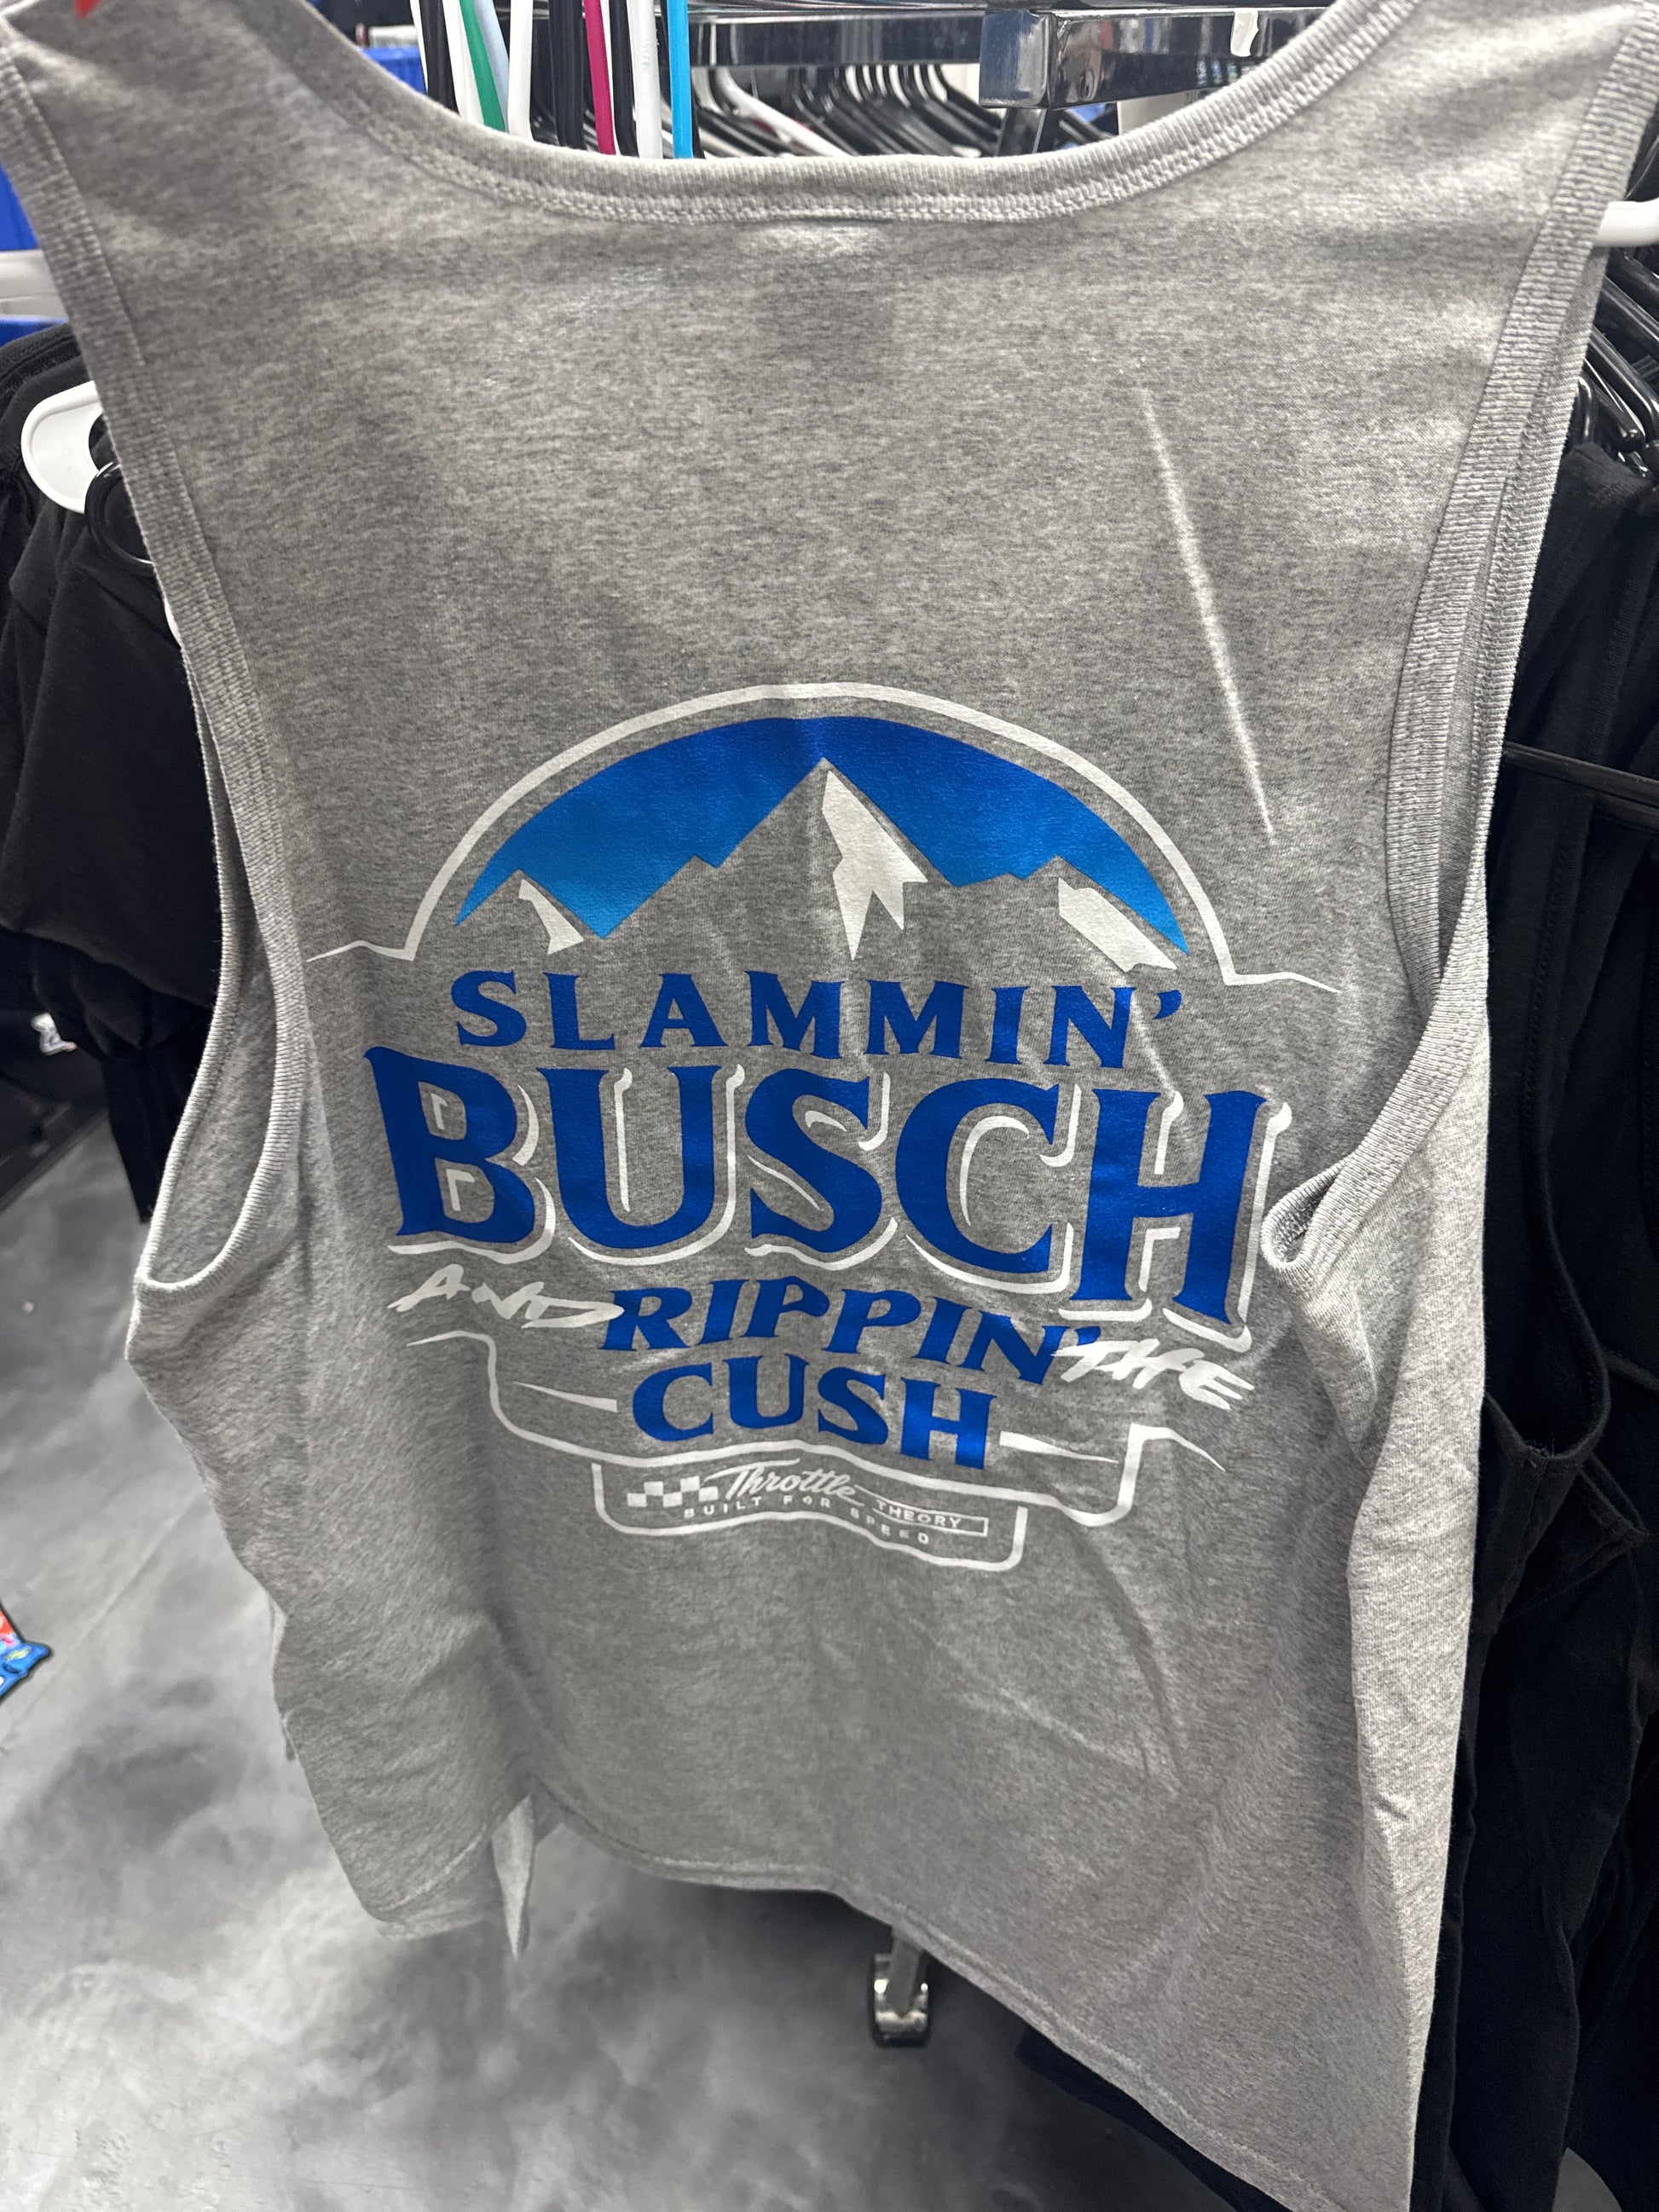 SLAMMIN'
BUSCH
AND RIPPIN' THE
CUSH
Throttle THEORY
BUILT FOR SPEED